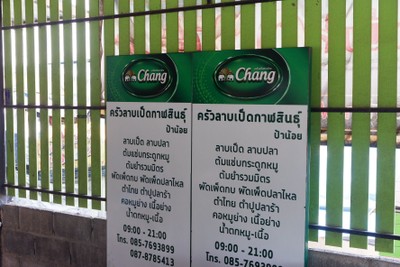 Chang
ครัวลาบเป็ดกาฬสินธุ์
ป้าน้อย
ลาบเป็ด ลาบปลา
ต้มแซ่บกระดูกหมู
ต้มยำรวมมิตร
ผัดเผ็ดกบ ผัดเผ็ดปลาไหล
ตำไทย ตำปูปลาร้า
คอหมูย่าง เนื้อย่าง
น้ำตกหมู-เนื้อ
09:00 - 21:00
โทร. 085-7693899
087-8785413
Chang
ครัวลาบเป็ดกาฬสินธุ์
ป้าน้อย
ลาบเป็ด ลาบปลา
ต้มแซ่บกระดูกหมู
ต้มยำรวมมิตร
ผัดเผ็ดกบ ผัดเผ็ดปลาไหล
ตำไทย ตำปูปลาร้า
คอหมูย่าง เนื้อย่าง
น้ำตกหมู-เนื้อ
09:00 - 21:00
โทร. 085-7693899